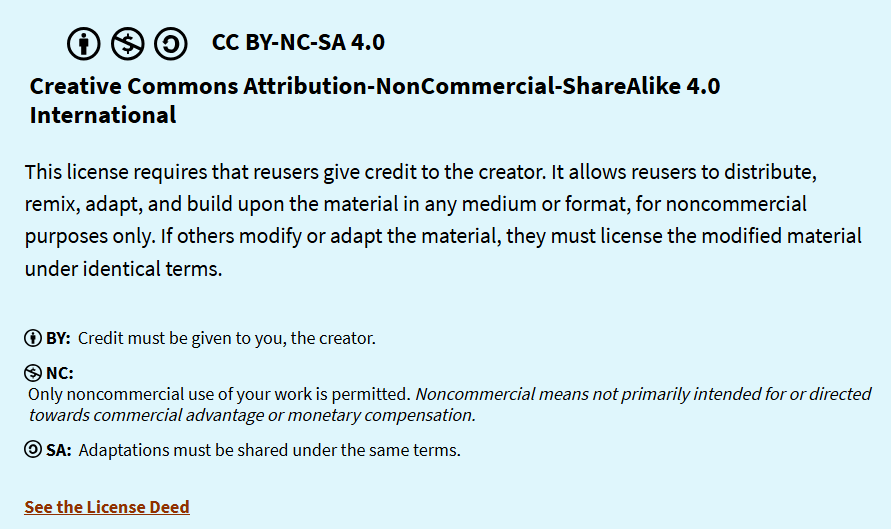 CC BY-NC-SA 4.0
Creative Commons Attribution-NonCommercial-ShareAlike 4.0
International
This license requires that reusers give credit to the creator. It allows reusers to distribute,
remix, adapt, and build upon the material in any medium or format, for noncommercial
purposes only. If others modify or adapt the material, they must license the modified material
under identical terms.
BY: Credit must be given to you, the creator.
NC:
Only noncommercial use of your work is permitted. Noncommercial means not primarily intended for or directed
towards commercial advantage or monetary compensation.
SA: Adaptations must be shared under the same terms.
See the License Deed